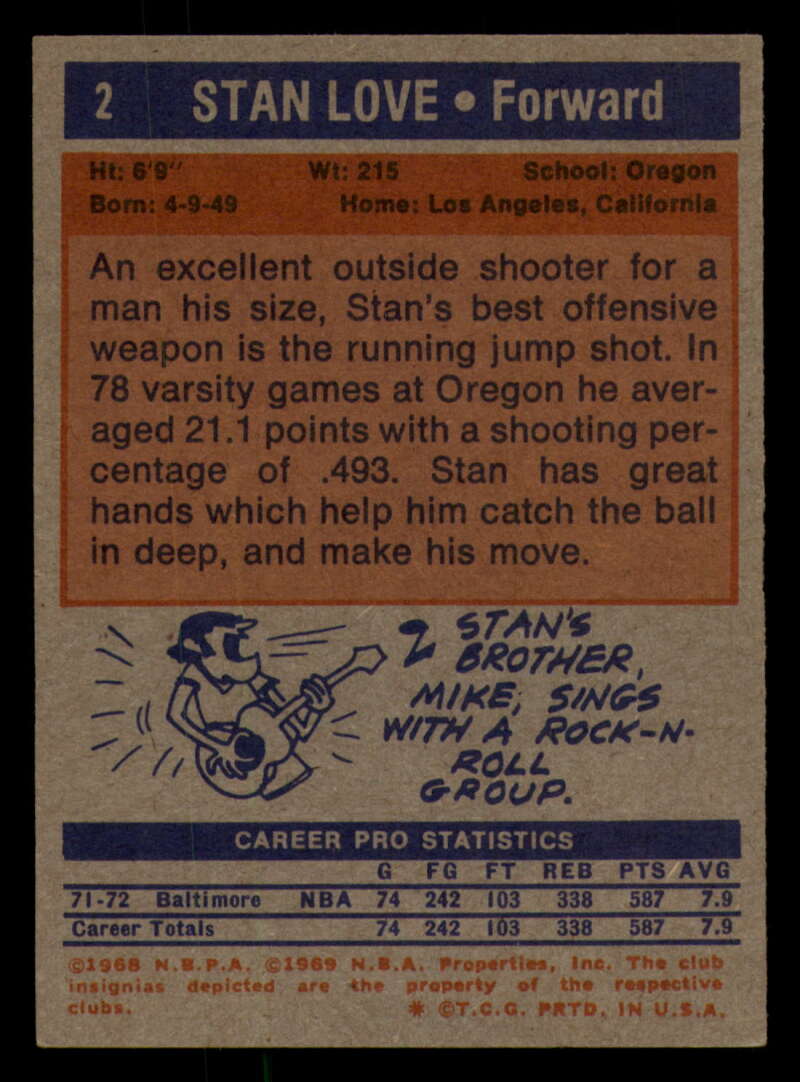 2 STAN LOVE • Forward
Ht: 6'9" Wt: 215 School: Oregon
Born: 4-9-49 Home: Los Angeles, California
An excellent outside shooter for a
man his size, Stan's best offensive
weapon is the running jump shot. In
78 varsity games at Oregon he aver-
aged 21.1 points with a shooting per-
centage of .493. Stan has great
hands which help him catch the ball
in deep, and make his move.
STAN'S
BROTHER,
MIKE, SINGS
WITH A ROCK-N-
ROLL
GROUP.
CAREER PRO STATISTICS
G FG FT REB PTS AVG
71-72 Baltimore NBA 74 242 103 338 587 7.9
Career Totals 74 242 103 338 587 7.9
©1968 N.B.P.A. ©1969 N.B.A. Properties, Inc. The club
insignias depicted are the property of the respective
clubs. * ©T.C.G. PRTD. IN U.S.A.